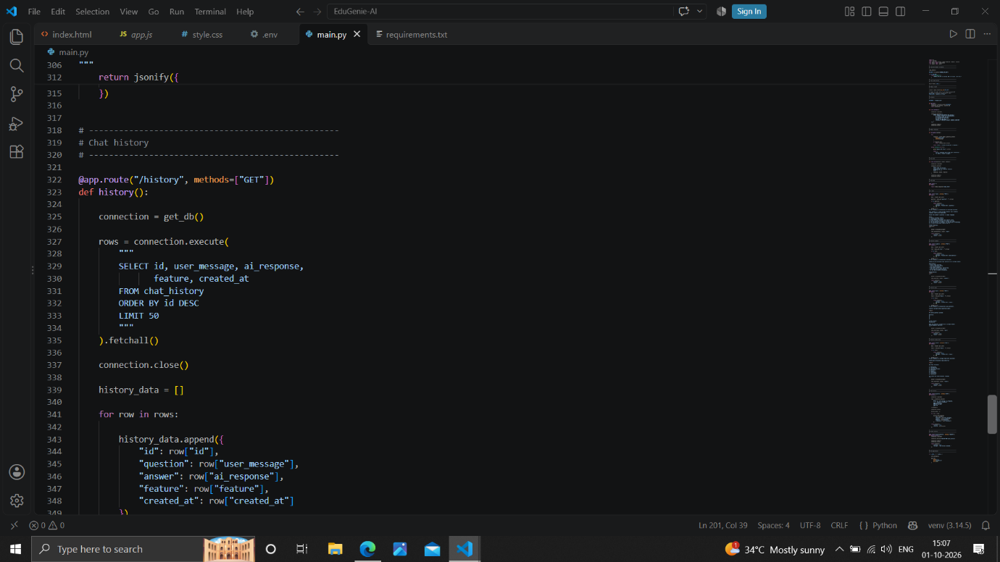 File Edit Selection View Go Run Terminal Help
EduGenie-AI
Sign In
index.html
JS app.js
# style.css
.env
main.py
requirements.txt
main.py
306 """
312 return jsonify({
315 })
316
317
318 # --------------------------------------------------
319 # Chat history
320 # --------------------------------------------------
321
322 @app.route("/history", methods=["GET"])
323 def history():
324
325 connection = get_db()
326
327 rows = connection.execute(
328 """
329 SELECT id, user_message, ai_response,
330 feature, created_at
331 FROM chat_history
332 ORDER BY id DESC
333 LIMIT 50
334 """
335 ).fetchall()
336
337 connection.close()
338
339 history_data = []
340
341 for row in rows:
342
343 history_data.append({
344 "id": row["id"],
345 "question": row["user_message"],
346 "answer": row["ai_response"],
347 "feature": row["feature"],
348 "created_at": row["created_at"]
349 })
0 0
Ln 201, Col 39 Spaces: 4 UTF-8 CRLF { } Python venv (3.14.5)
Type here to search
1
34°C Mostly sunny
ENG
15:07
01-10-2026